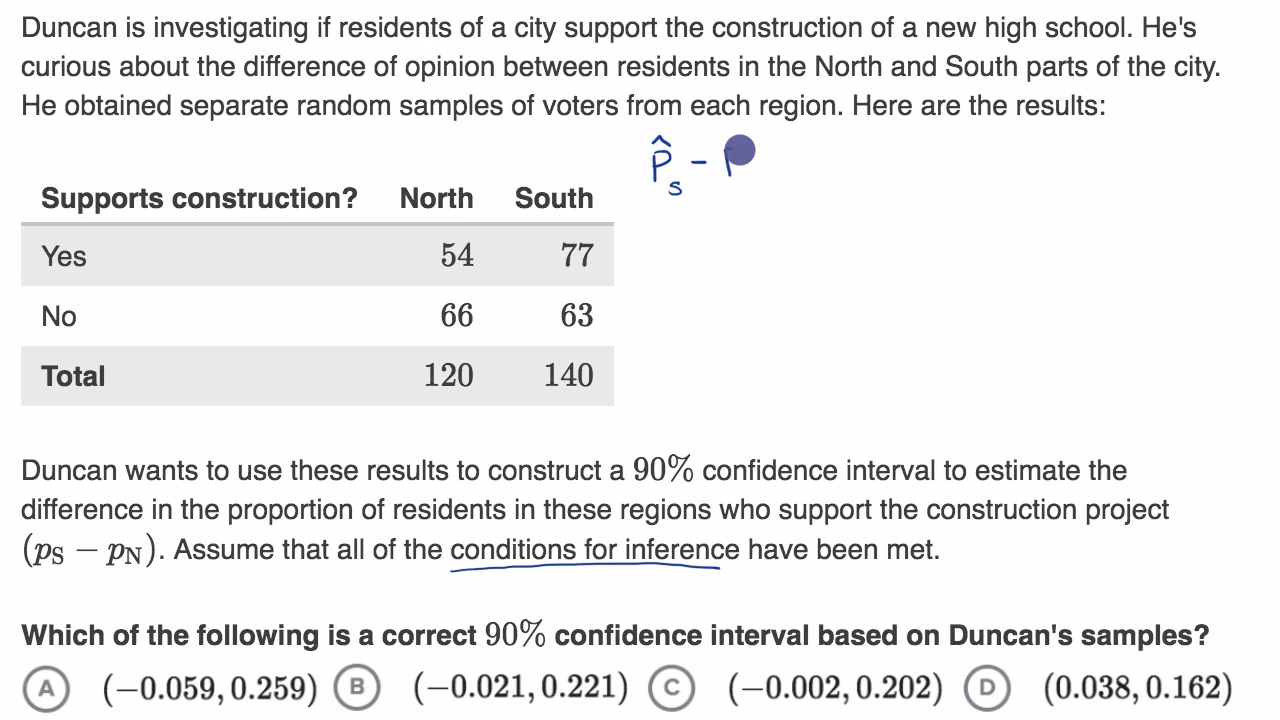 Duncan is investigating if residents of a city support the construction of a new high school. He's
curious about the difference of opinion between residents in the North and South parts of the city.
He obtained separate random samples of voters from each region. Here are the results:
P̂s -
Supports construction? North South
Yes 54 77
No 66 63
Total 120 140
Duncan wants to use these results to construct a 90% confidence interval to estimate the
difference in the proportion of residents in these regions who support the construction project
(pS − pN). Assume that all of the conditions for inference have been met.
Which of the following is a correct 90% confidence interval based on Duncan's samples?
A (−0.059, 0.259) B (−0.021, 0.221) C (−0.002, 0.202) D (0.038, 0.162)